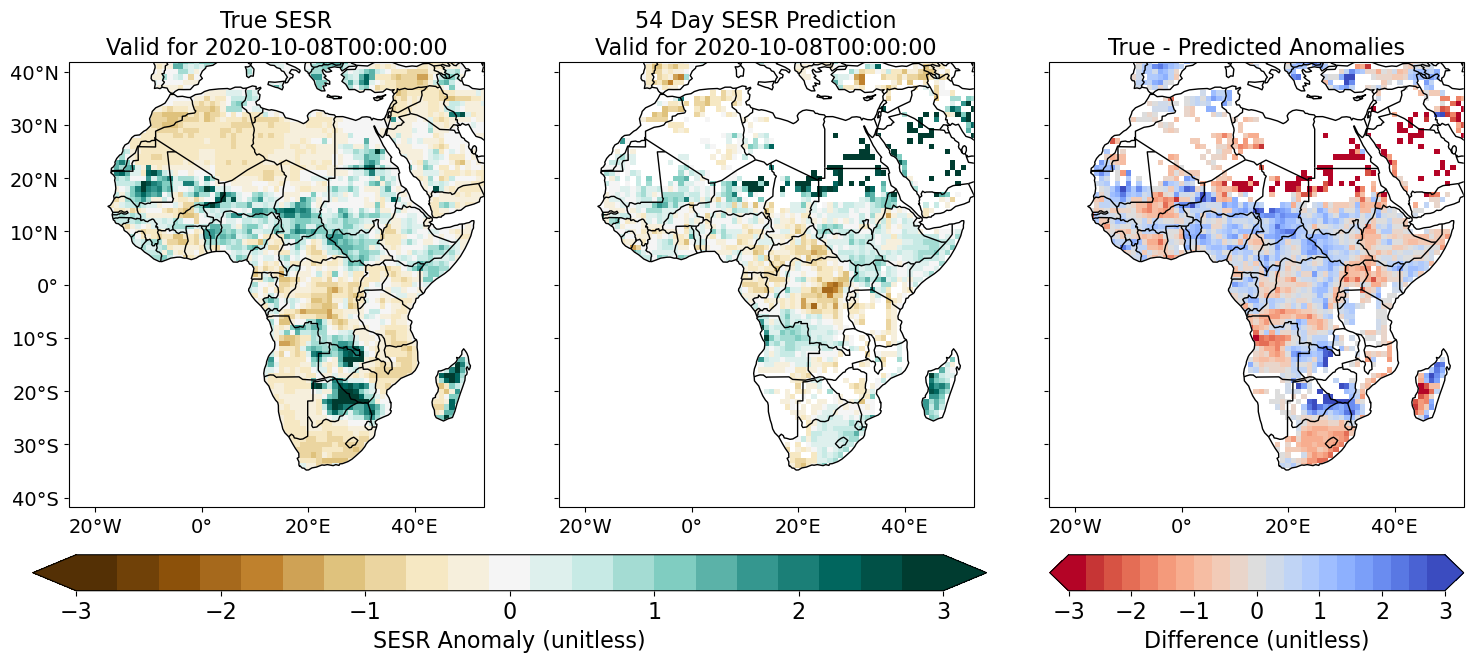 True SESR
Valid for 2020-10-08T00:00:00
54 Day SESR Prediction
Valid for 2020-10-08T00:00:00
True - Predicted Anomalies
40°N
30°N
20°N
10°N
0°
10°S
20°S
30°S
40°S
20°W 0° 20°E 40°E
20°W 0° 20°E 40°E
20°W 0° 20°E 40°E
−3 −2 −1 0 1 2 3
SESR Anomaly (unitless)
−3 −2 −1 0 1 2 3
Difference (unitless)